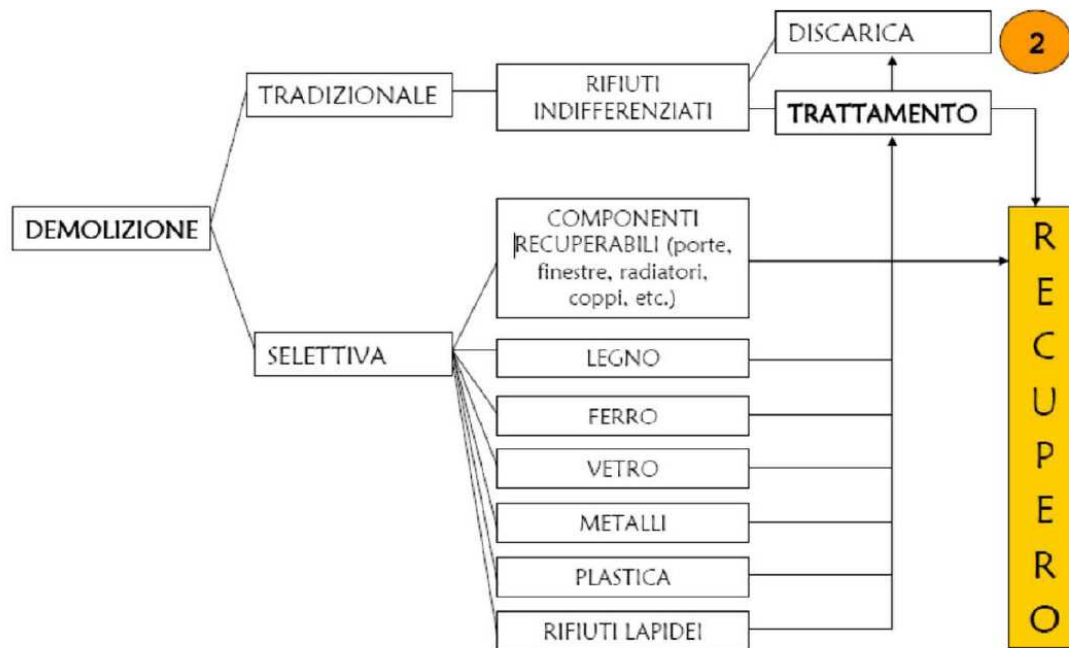 DISCARICA
2
TRADIZIONALE
RIFIUTI
INDIFFERENZIATI
TRATTAMENTO
DEMOLIZIONE
COMPONENTI
RECUPERABILI (porte,
finestre, radiatori,
coppi, etc.)
SELETTIVA
LEGNO
FERRO
VETRO
METALLI
PLASTICA
RIFIUTI LAPIDEI
R
E
C
U
P
E
R
O